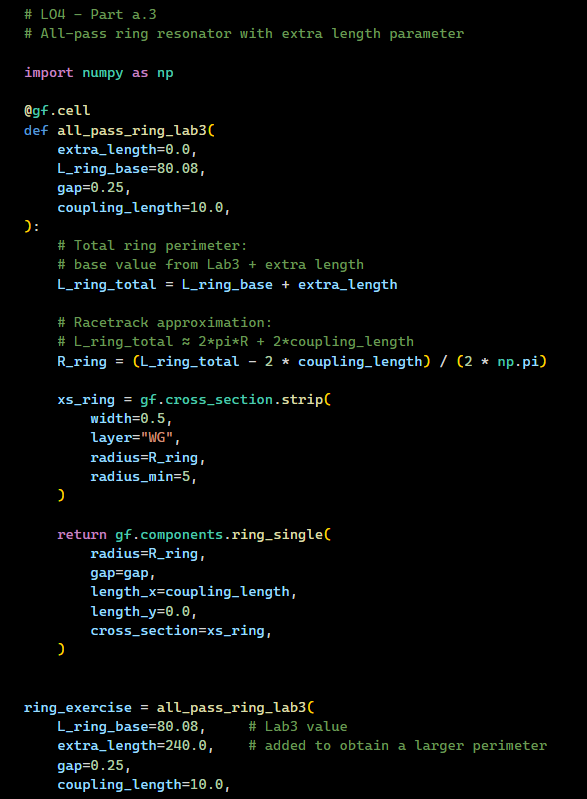 # LO4 - Part a.3
# All-pass ring resonator with extra length parameter
import numpy as np
@gf.cell
def all_pass_ring_lab3(
    extra_length=0.0,
    L_ring_base=80.08,
    gap=0.25,
    coupling_length=10.0,
):
    # Total ring perimeter:
    # base value from Lab3 + extra length
    L_ring_total = L_ring_base + extra_length
    # Racetrack approximation:
    # L_ring_total ≈ 2*pi*R + 2*coupling_length
    R_ring = (L_ring_total - 2 * coupling_length) / (2 * np.pi)
    xs_ring = gf.cross_section.strip(
        width=0.5,
        layer="WG",
        radius=R_ring,
        radius_min=5,
    )
    return gf.components.ring_single(
        radius=R_ring,
        gap=gap,
        length_x=coupling_length,
        length_y=0.0,
        cross_section=xs_ring,
    )
ring_exercise = all_pass_ring_lab3(
    L_ring_base=80.08,     # Lab3 value
    extra_length=240.0,    # added to obtain a larger perimeter
    gap=0.25,
    coupling_length=10.0,